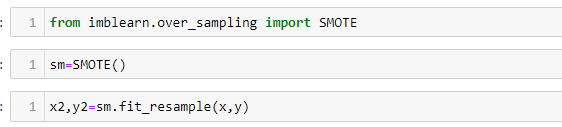 : 1 from imblearn.over_sampling import SMOTE
: 1 sm=SMOTE()
: 1 x2,y2=sm.fit_resample(x,y)